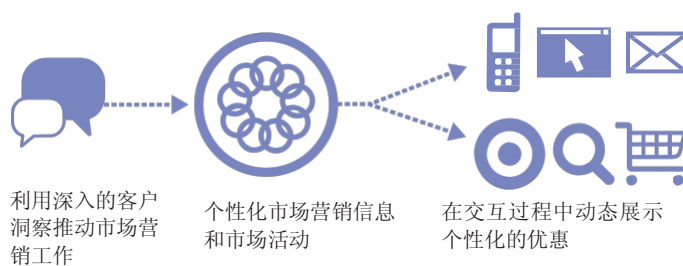 利用深入的客户
洞察推动市场营
销工作
个性化市场营销信息
和市场活动
在交互过程中动态展示
个性化的优惠